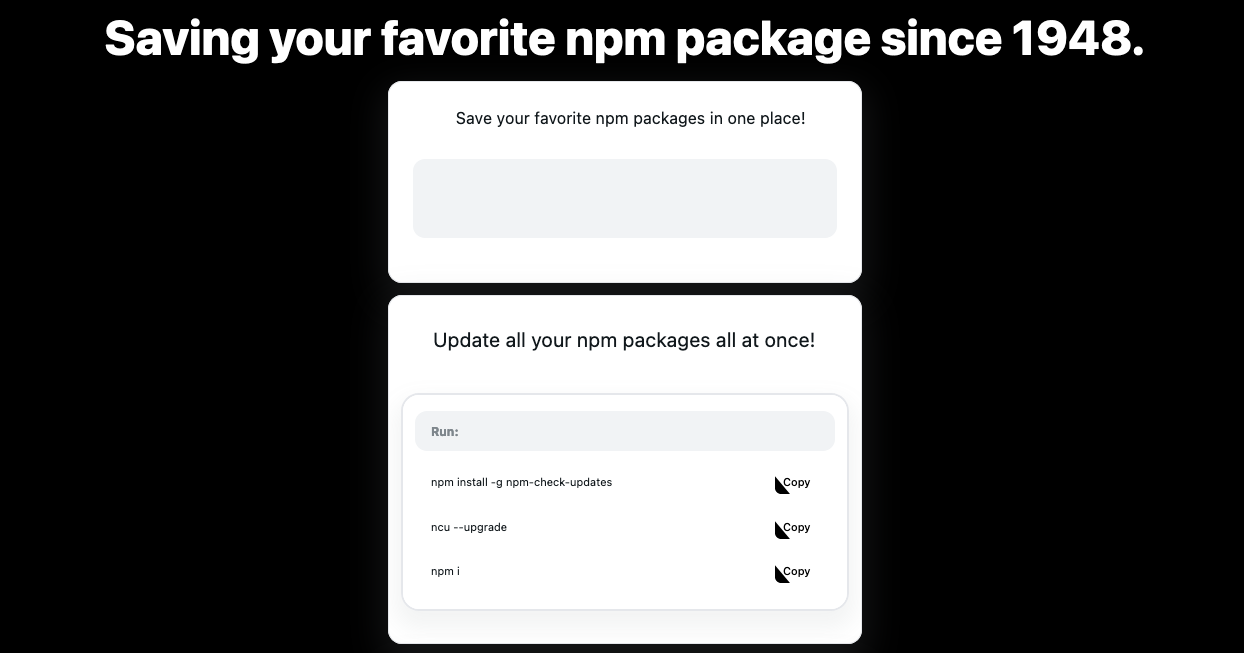 Saving your favorite npm package since 1948.
Save your favorite npm packages in one place!
Update all your npm packages all at once!
Run:
npm install -g npm-check-updates
Copy
ncu --upgrade
Copy
npm i
Copy